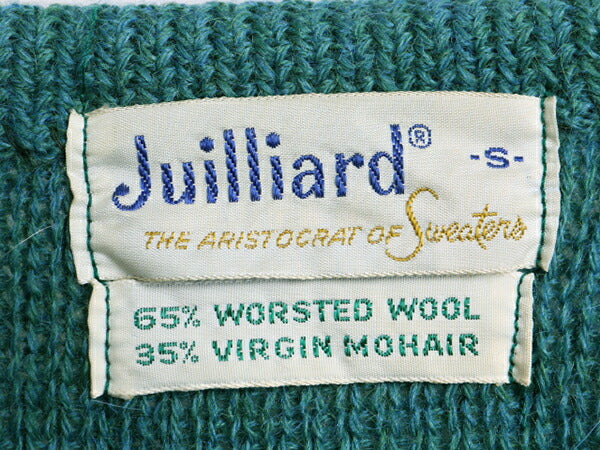 Juilliard® -S-
THE ARISTOCRAT OF Sweaters
65% WORSTED WOOL
35% VIRGIN MOHAIR